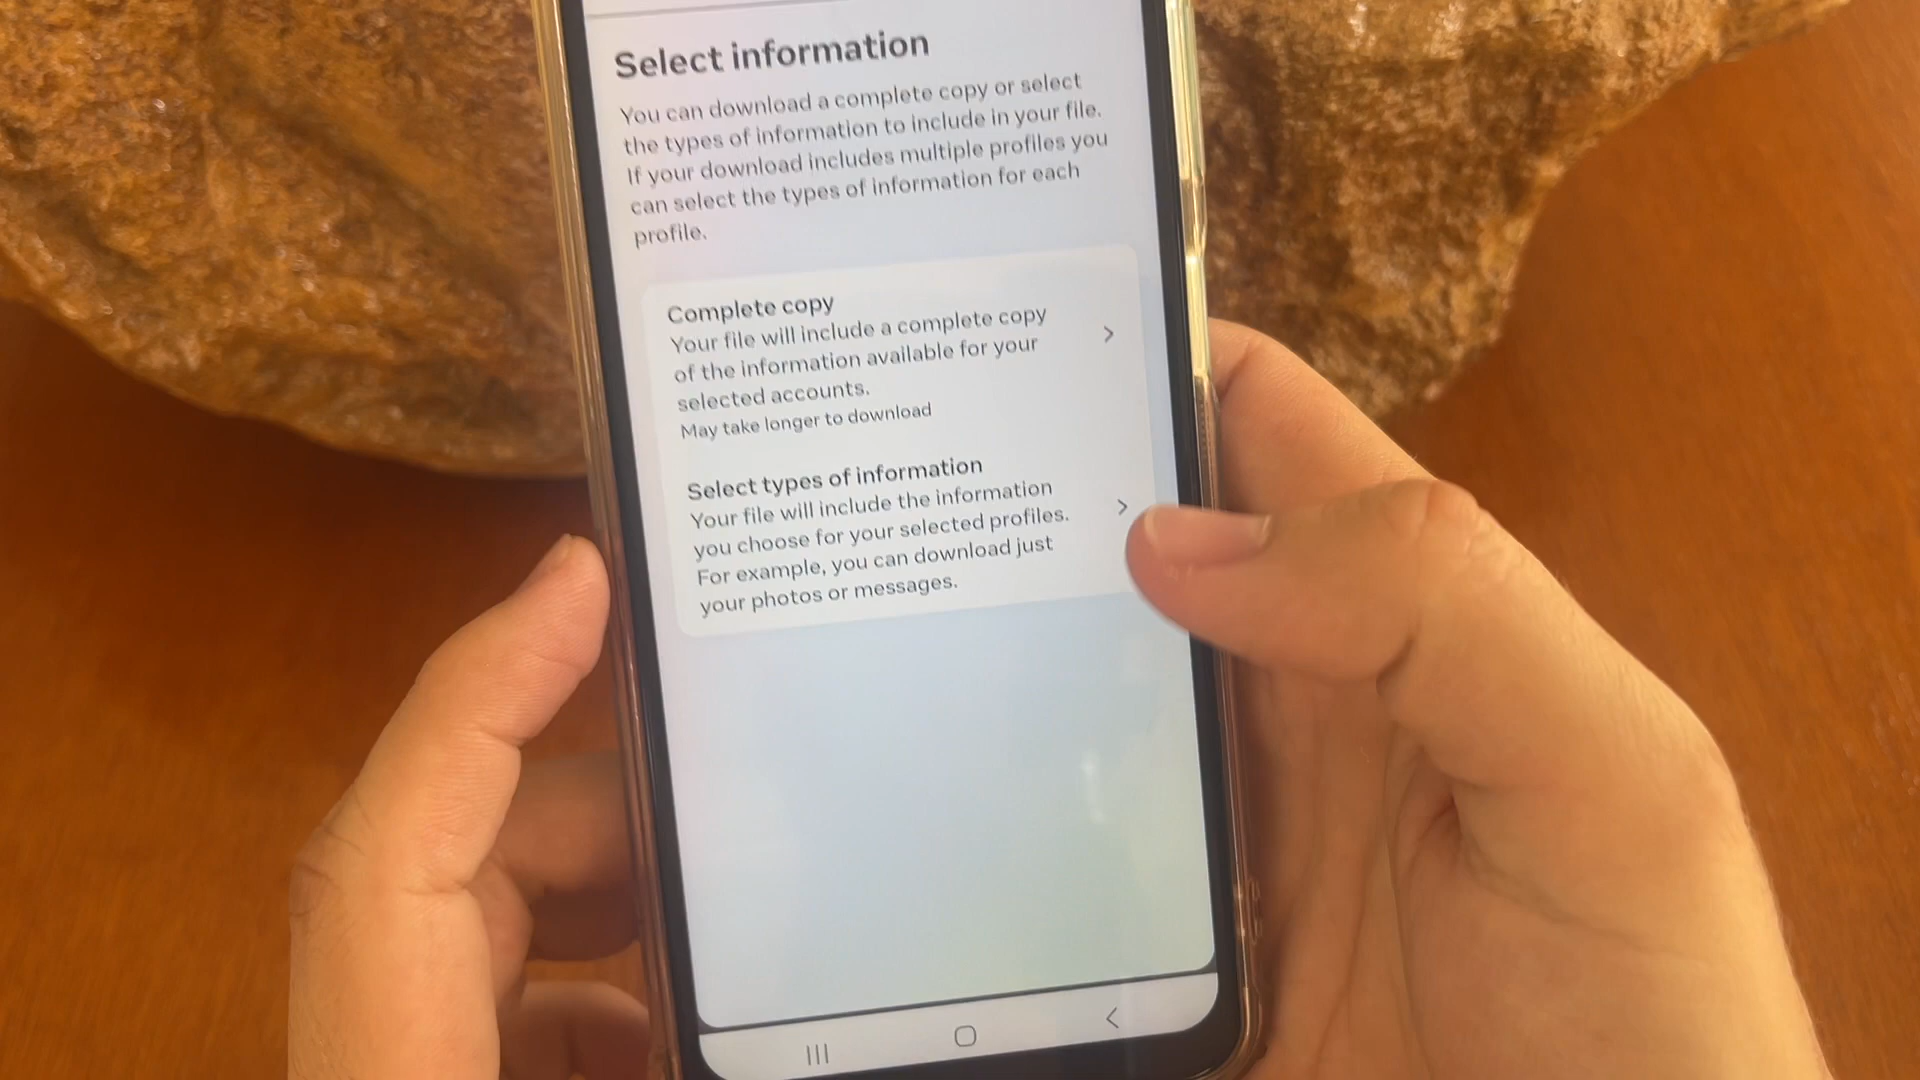 Select information
You can download a complete copy or select
the types of information to include in your file.
If your download includes multiple profiles you
can select the types of information for each
profile.
Complete copy
Your file will include a complete copy
of the information available for your
selected accounts.
May take longer to download
Select types of information
Your file will include the information
you choose for your selected profiles.
For example, you can download just
your photos or messages.